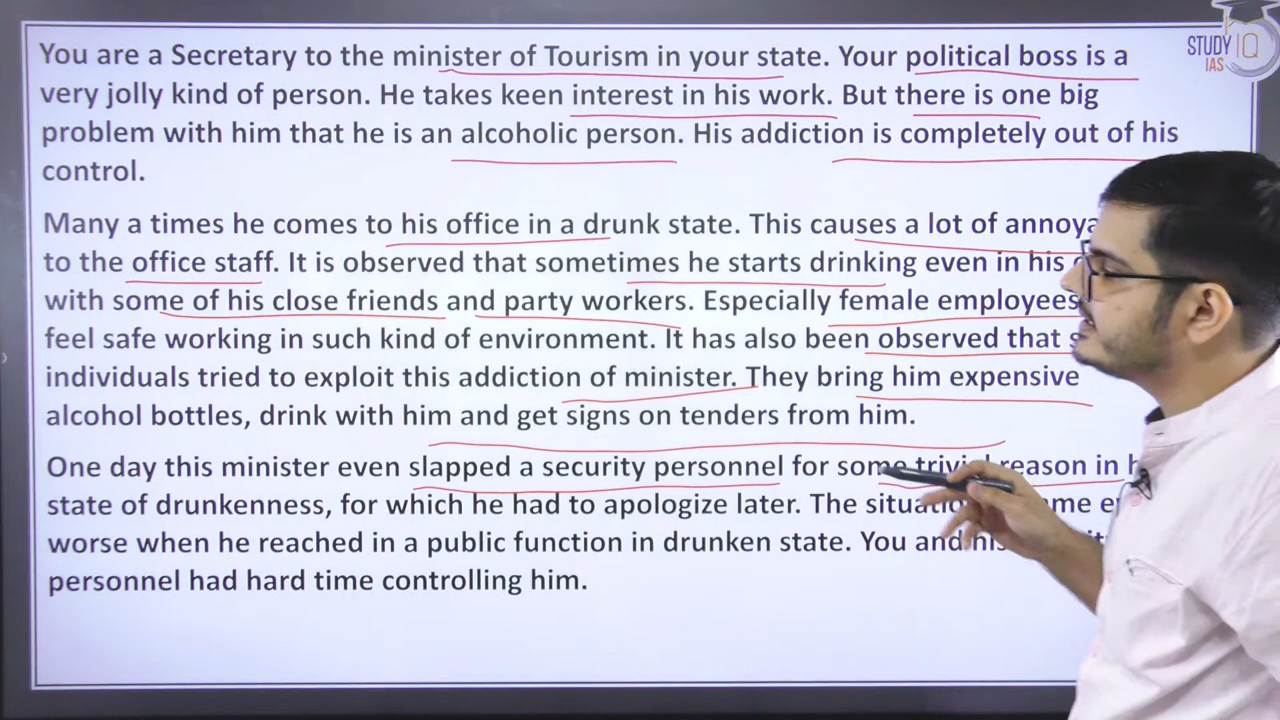 STUDY IQ
IAS
You are a Secretary to the minister of Tourism in your state. Your political boss is a
very jolly kind of person. He takes keen interest in his work. But there is one big
problem with him that he is an alcoholic person. His addiction is completely out of his
control.
Many a times he comes to his office in a drunk state. This causes a lot of
to the office staff. It is observed that sometimes he starts drinking even in his
with some of his close friends and party workers. Especially female employees
feel safe working in such kind of environment. It has also been observed that
individuals tried to exploit this addiction of minister. They bring him expensive
alcohol bottles, drink with him and get signs on tenders from him.
One day this minister even slapped a security personnel for some trivial reason in
state of drunkenness, for which he had to apologize later. The
worse when he reached in a public function in drunken state. You and
personnel had hard time controlling him.